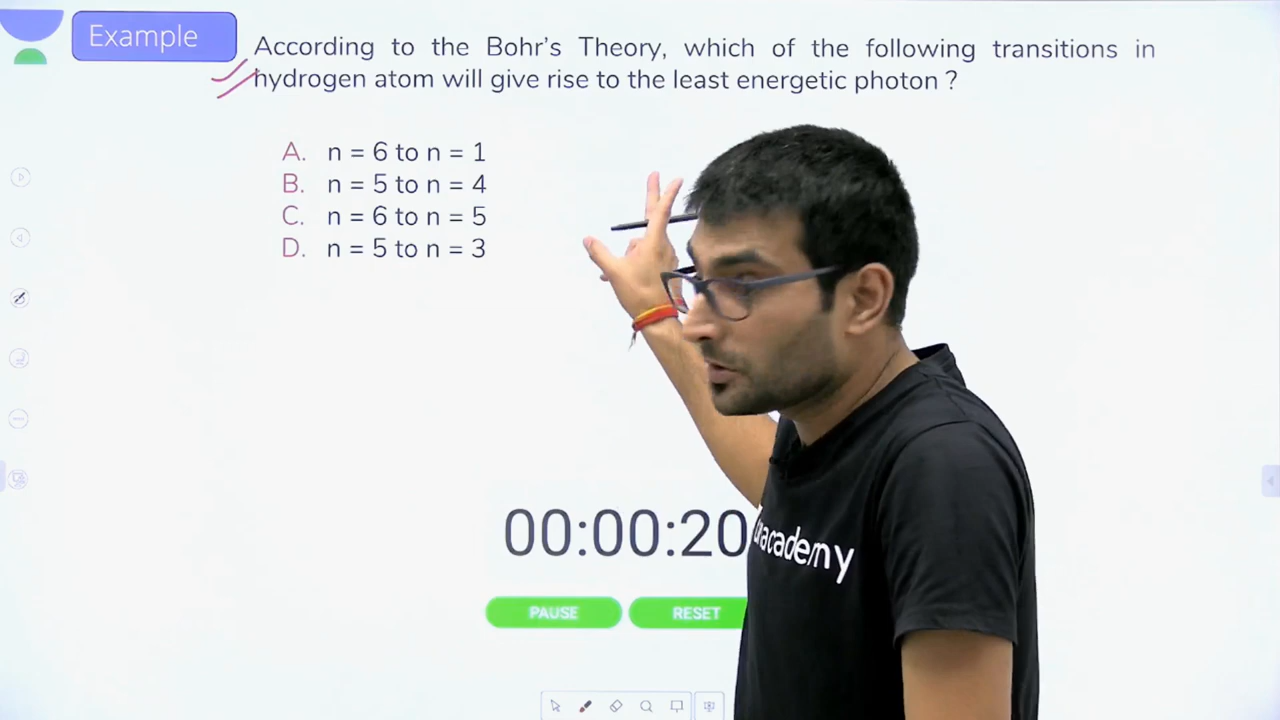 Example
According to the Bohr’s Theory, which of the following transitions in
hydrogen atom will give rise to the least energetic photon ?
A. n = 6 to n = 1
B. n = 5 to n = 4
C. n = 6 to n = 5
D. n = 5 to n = 3
00:00:20
PAUSE RESET
unacademy